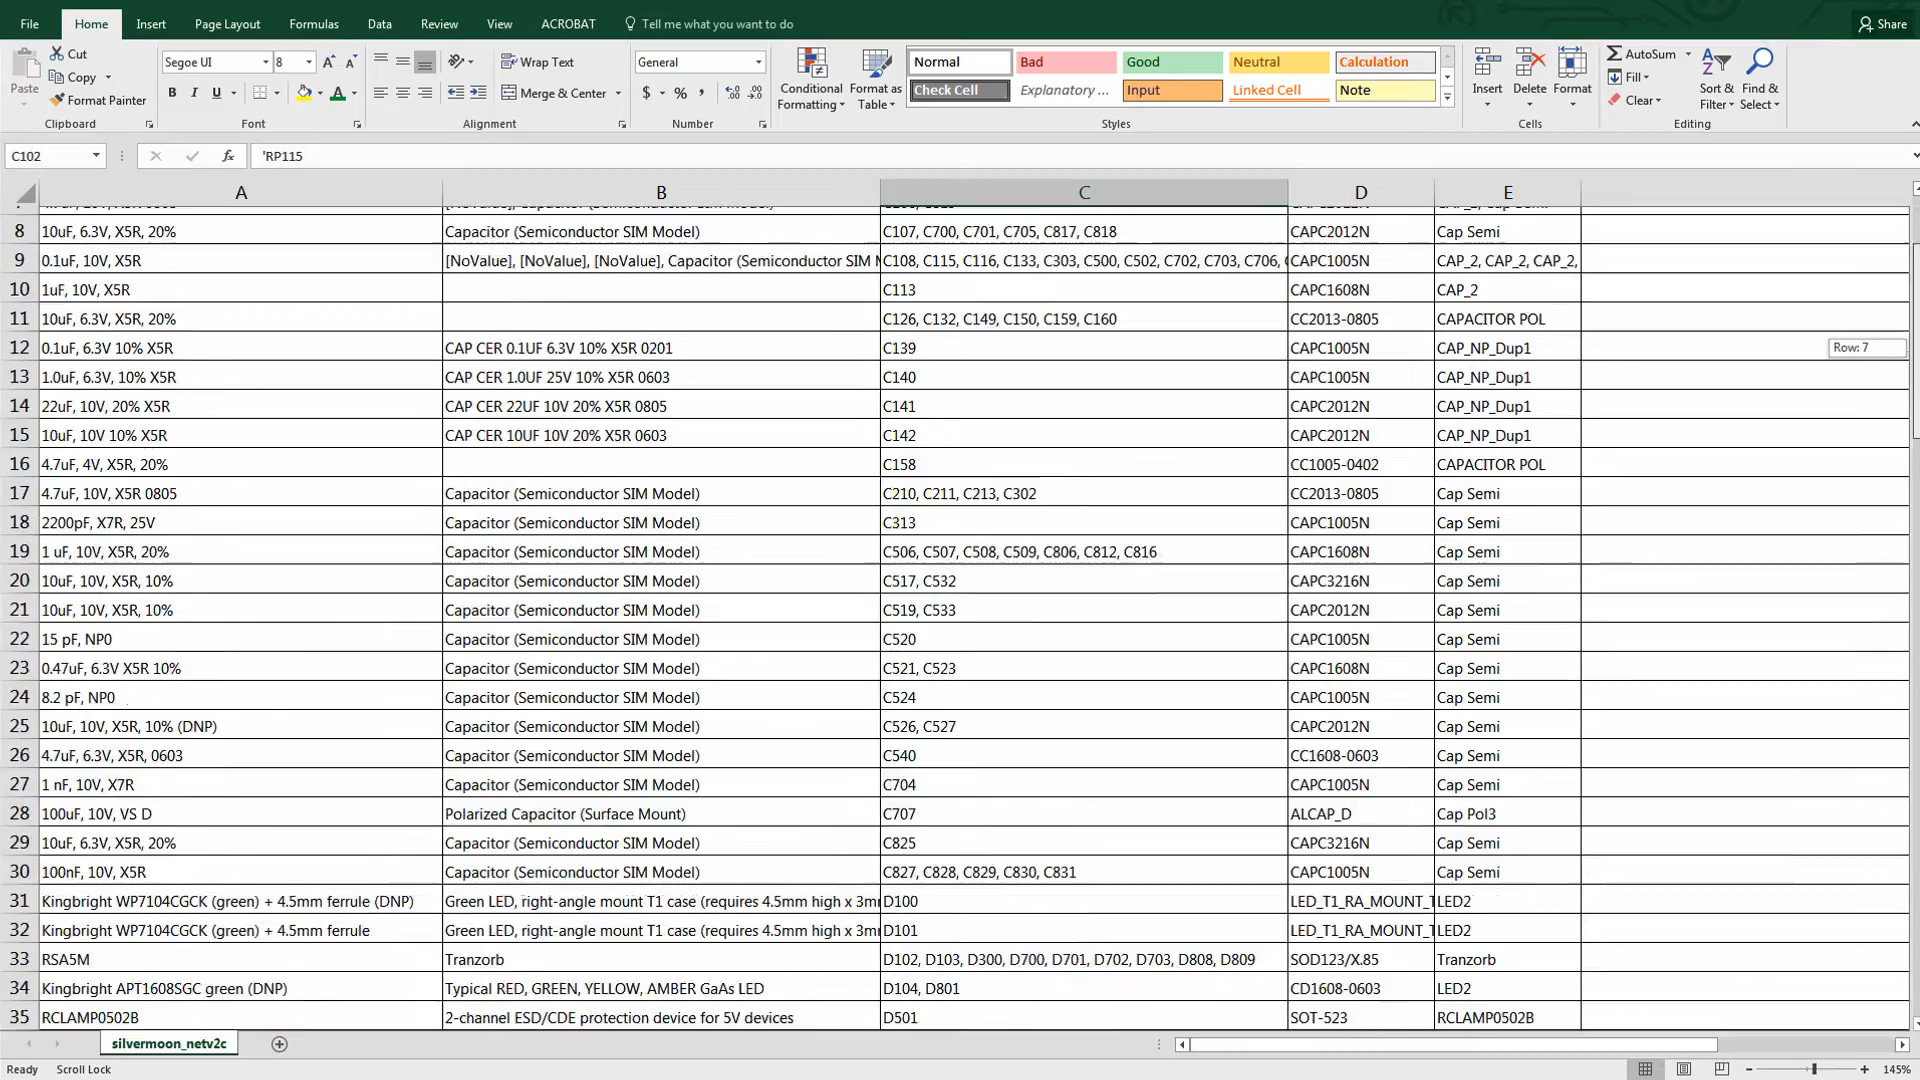 File Home Insert Page Layout Formulas Data Review View ACROBAT Tell me what you want to do Share
Cut
Copy
Format Painter
Paste
Clipboard
Segoe UI 8
B I U
Font
Wrap Text
Merge & Center
Alignment
General
$ % ,
Number
Conditional Formatting
Format as Table
Normal Bad Good Neutral Calculation
Check Cell Explanatory ... Input Linked Cell Note
Styles
Insert Delete Format
Cells
AutoSum
Fill
Clear
Sort & Filter
Find & Select
Editing
C102 fx 'RP115
A B C D E
8 10uF, 6.3V, X5R, 20% Capacitor (Semiconductor SIM Model) C107, C700, C701, C705, C817, C818 CAPC2012N Cap Semi
9 0.1uF, 10V, X5R [NoValue], [NoValue], [NoValue], Capacitor (Semiconductor SIM C108, C115, C116, C133, C303, C500, C502, C702, C703, C706, CAPC1005N CAP_2, CAP_2, CAP_2,
10 1uF, 10V, X5R C113 CAPC1608N CAP_2
11 10uF, 6.3V, X5R, 20% C126, C132, C149, C150, C159, C160 CC2013-0805 CAPACITOR POL
12 0.1uF, 6.3V 10% X5R CAP CER 0.1UF 6.3V 10% X5R 0201 C139 CAPC1005N CAP_NP_Dup1 Row: 7
13 1.0uF, 6.3V, 10% X5R CAP CER 1.0UF 25V 10% X5R 0603 C140 CAPC1005N CAP_NP_Dup1
14 22uF, 10V, 20% X5R CAP CER 22UF 10V 20% X5R 0805 C141 CAPC2012N CAP_NP_Dup1
15 10uF, 10V 10% X5R CAP CER 10UF 10V 20% X5R 0603 C142 CAPC2012N CAP_NP_Dup1
16 4.7uF, 4V, X5R, 20% C158 CC1005-0402 CAPACITOR POL
17 4.7uF, 10V, X5R 0805 Capacitor (Semiconductor SIM Model) C210, C211, C213, C302 CC2013-0805 Cap Semi
18 2200pF, X7R, 25V Capacitor (Semiconductor SIM Model) C313 CAPC1005N Cap Semi
19 1 uF, 10V, X5R, 20% Capacitor (Semiconductor SIM Model) C506, C507, C508, C509, C806, C812, C816 CAPC1608N Cap Semi
20 10uF, 10V, X5R, 10% Capacitor (Semiconductor SIM Model) C517, C532 CAPC3216N Cap Semi
21 10uF, 10V, X5R, 10% Capacitor (Semiconductor SIM Model) C519, C533 CAPC2012N Cap Semi
22 15 pF, NP0 Capacitor (Semiconductor SIM Model) C520 CAPC1005N Cap Semi
23 0.47uF, 6.3V X5R 10% Capacitor (Semiconductor SIM Model) C521, C523 CAPC1608N Cap Semi
24 8.2 pF, NP0 Capacitor (Semiconductor SIM Model) C524 CAPC1005N Cap Semi
25 10uF, 10V, X5R, 10% (DNP) Capacitor (Semiconductor SIM Model) C526, C527 CAPC2012N Cap Semi
26 4.7uF, 6.3V, X5R, 0603 Capacitor (Semiconductor SIM Model) C540 CC1608-0603 Cap Semi
27 1 nF, 10V, X7R Capacitor (Semiconductor SIM Model) C704 CAPC1005N Cap Semi
28 100uF, 10V, VS D Polarized Capacitor (Surface Mount) C707 ALCAP_D Cap Pol3
29 10uF, 6.3V, X5R, 20% Capacitor (Semiconductor SIM Model) C825 CAPC3216N Cap Semi
30 100nF, 10V, X5R Capacitor (Semiconductor SIM Model) C827, C828, C829, C830, C831 CAPC1005N Cap Semi
31 Kingbright WP7104CGCK (green) + 4.5mm ferrule (DNP) Green LED, right-angle mount T1 case (requires 4.5mm high x 3m D100 LED_T1_RA_MOUNT_T LED2
32 Kingbright WP7104CGCK (green) + 4.5mm ferrule Green LED, right-angle mount T1 case (requires 4.5mm high x 3m D101 LED_T1_RA_MOUNT_T LED2
33 RSA5M Tranzorb D102, D103, D300, D700, D701, D702, D703, D808, D809 SOD123/X.85 Tranzorb
34 Kingbright APT1608SGC green (DNP) Typical RED, GREEN, YELLOW, AMBER GaAs LED D104, D801 CD1608-0603 LED2
35 RCLAMP0502B 2-channel ESD/CDE protection device for 5V devices D501 SOT-523 RCLAMP0502B
silvermoon_netv2c
Ready Scroll Lock 145%